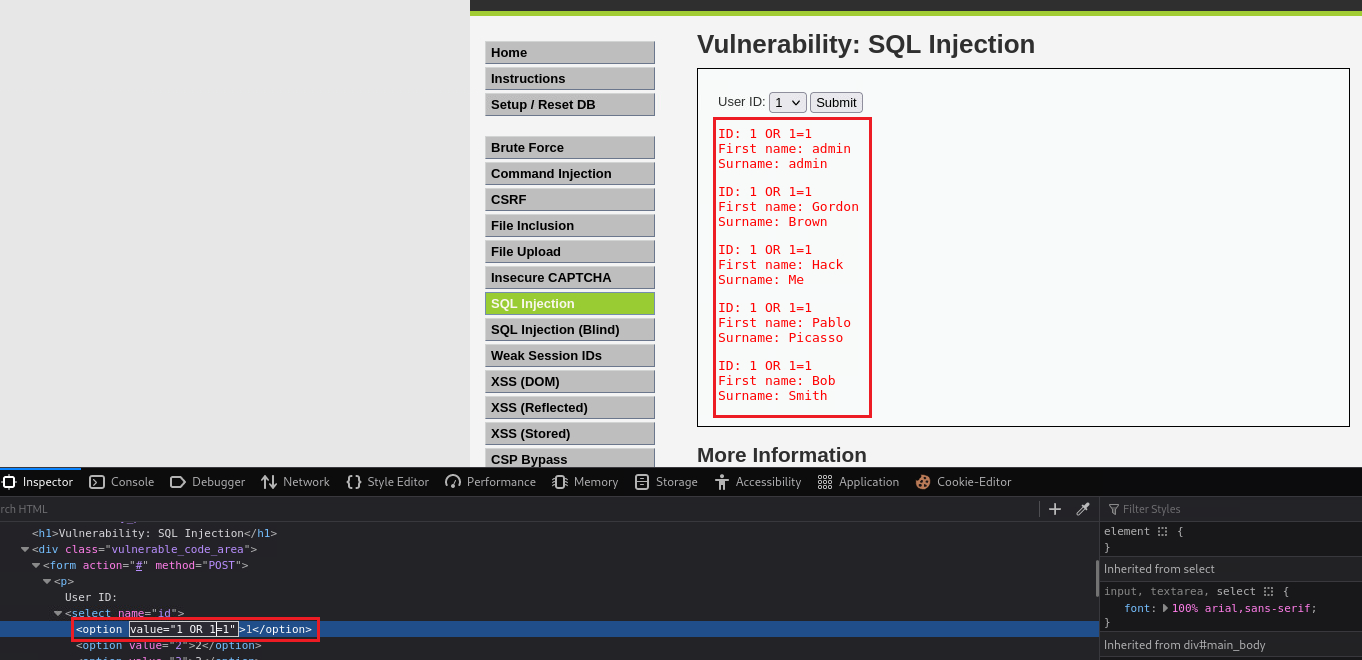 Vulnerability: SQL Injection
Home
Instructions
Setup / Reset DB
Brute Force
Command Injection
CSRF
File Inclusion
File Upload
Insecure CAPTCHA
SQL Injection
SQL Injection (Blind)
Weak Session IDs
XSS (DOM)
XSS (Reflected)
XSS (Stored)
CSP Bypass
User ID: 1 Submit
ID: 1 OR 1=1
First name: admin
Surname: admin
ID: 1 OR 1=1
First name: Gordon
Surname: Brown
ID: 1 OR 1=1
First name: Hack
Surname: Me
ID: 1 OR 1=1
First name: Pablo
Surname: Picasso
ID: 1 OR 1=1
First name: Bob
Surname: Smith
More Information
Inspector Console Debugger Network Style Editor Performance Memory Storage Accessibility Application Cookie-Editor
rch HTML
<h1>Vulnerability: SQL Injection</h1>
<div class="vulnerable_code_area">
<form action="#" method="POST">
<p>
User ID:
<select name="id">
<option value="1 OR 1=1">1</option>
<option value="2">2</option>
Filter Styles
element {
}
Inherited from select
input, textarea, select {
font: 100% arial,sans-serif;
}
Inherited from div#main_body